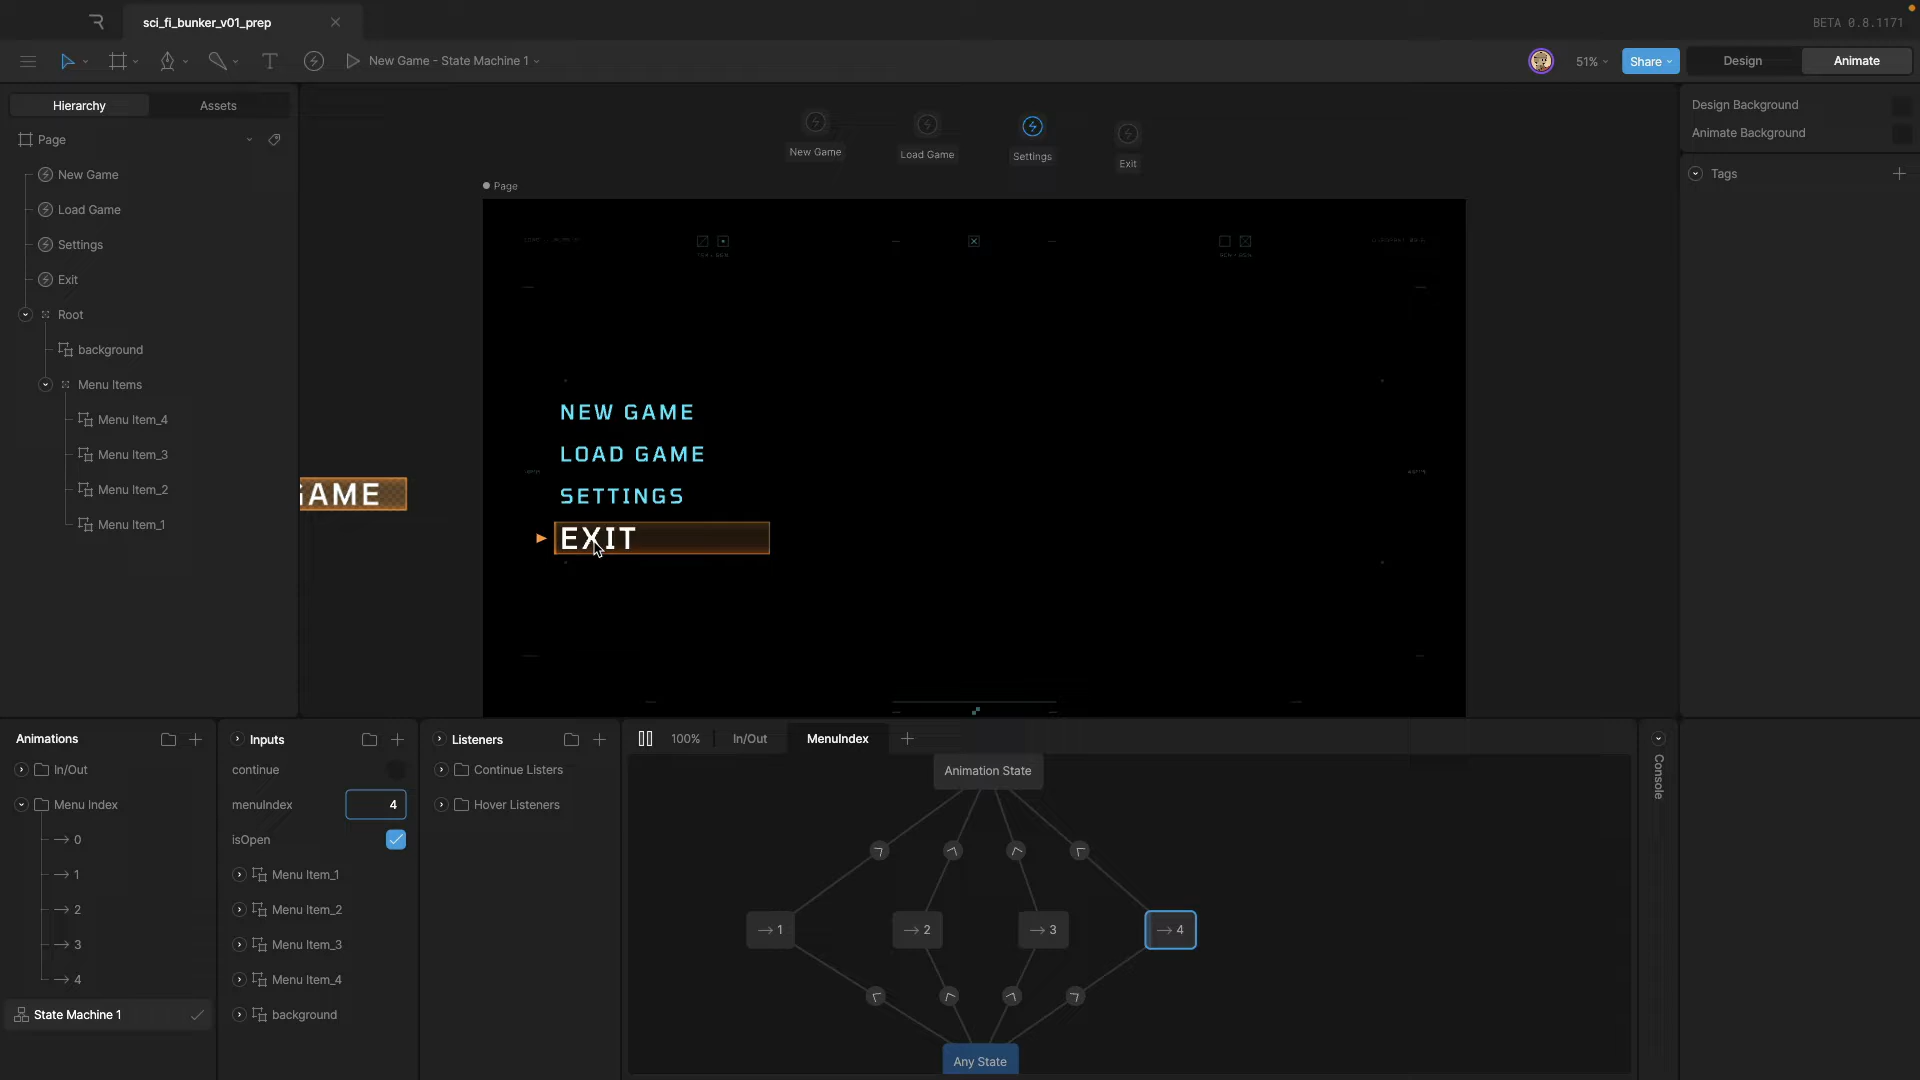 sci_fi_bunker_v01_prep
BETA 0.8.1171
New Game - State Machine 1
51%
Share
Design
Animate
Hierarchy
Assets
Page
New Game
Load Game
Settings
Exit
Root
background
Menu Items
Menu Item_4
Menu Item_3
Menu Item_2
Menu Item_1
New Game
Load Game
Settings
Exit
Page
NEW GAME
LOAD GAME
SETTINGS
EXIT
GAME
Design Background
Animate Background
Tags
Animations
In/Out
Menu Index
0
1
2
3
4
State Machine 1
Inputs
continue
menuIndex
4
isOpen
Menu Item_1
Menu Item_2
Menu Item_3
Menu Item_4
background
Listeners
Continue Listers
Hover Listeners
100%
In/Out
MenuIndex
Animation State
1
2
3
4
Any State
Console